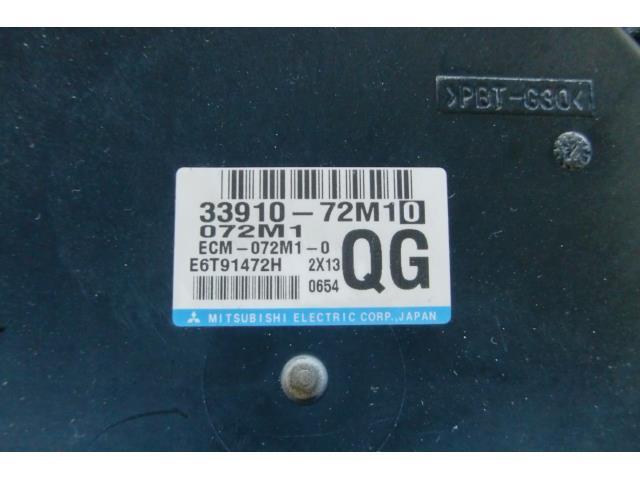 >PBT-G30<
33910-72M10
072M1
ECM-072M1-0
E6T91472H 2X13
0654
QG
MITSUBISHI ELECTRIC CORP., JAPAN